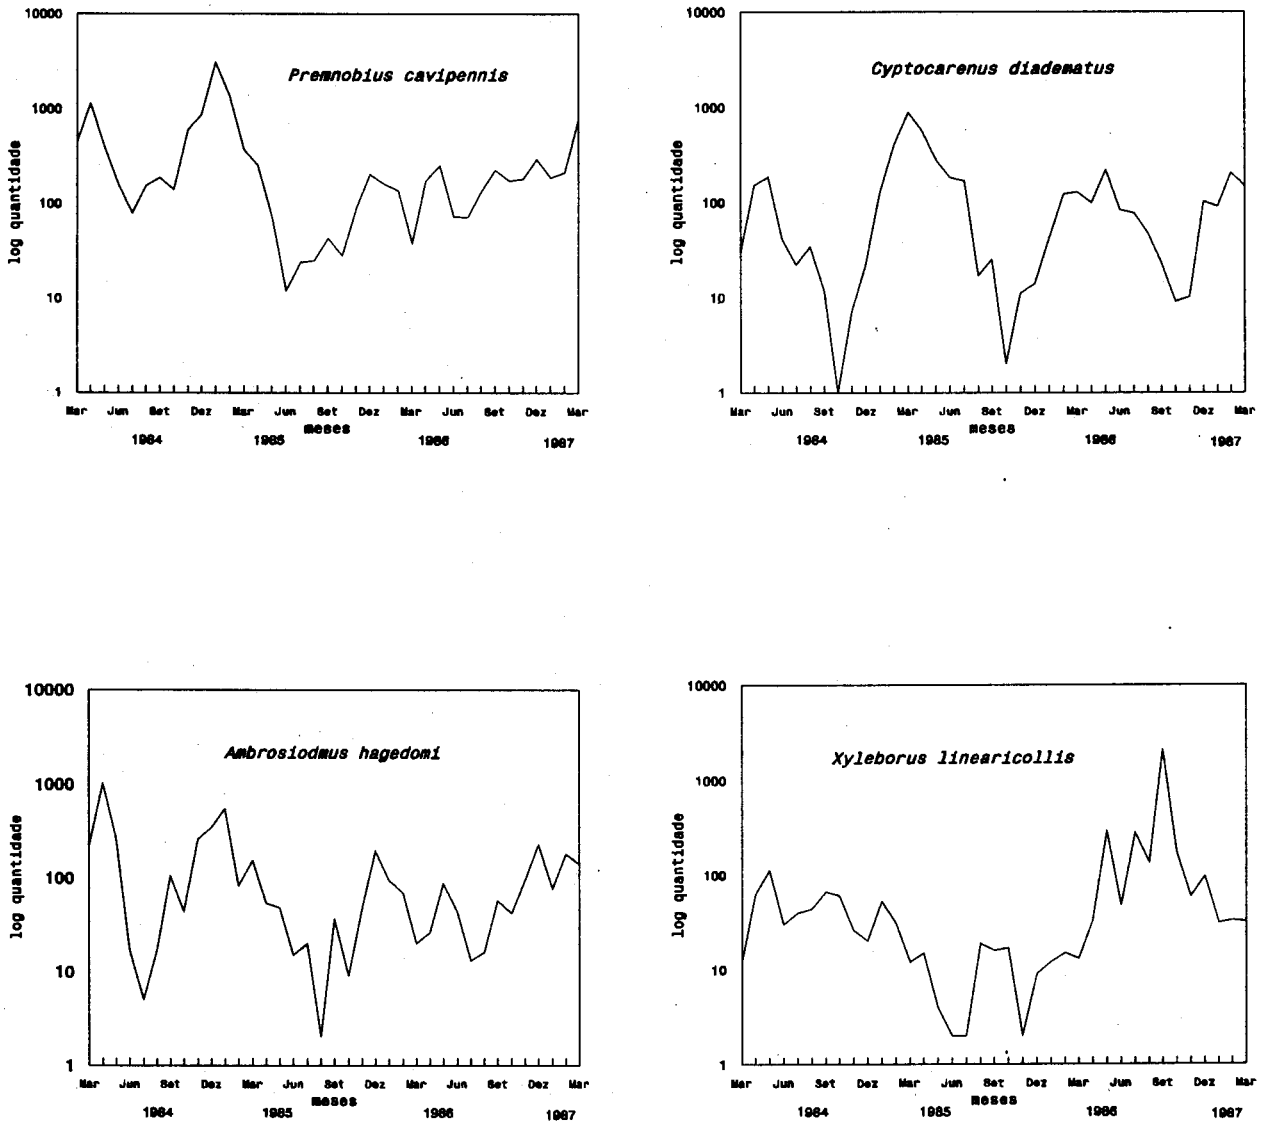 Premnobius cavipennis
log quantidade
10000
1000
100
10
1
Mar Jun Set Dez Mar Jun Set Dez Mar Jun Set Dez Mar
meses
1984 1985 1986 1987
Cyptocarenus diadematus
log quantidade
10000
1000
100
10
1
Mar Jun Set Dez Mar Jun Set Dez Mar Jun Set Dez Mar
meses
1984 1985 1986 1987
Ambrosiodmus hagedomi
log quantidade
10000
1000
100
10
1
Mar Jun Set Dez Mar Jun Set Dez Mar Jun Set Dez Mar
meses
1984 1985 1986 1987
Xyleborus linearicollis
log quantidade
10000
1000
100
10
1
Mar Jun Set Dez Mar Jun Set Dez Mar Jun Set Dez Mar
meses
1984 1985 1986 1987